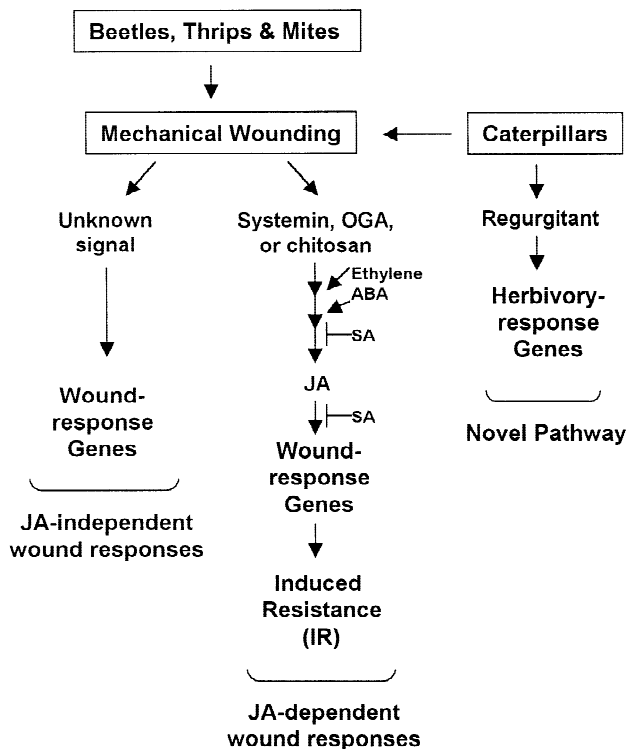 Beetles, Thrips & Mites
Mechanical Wounding
Caterpillars
Unknown
signal
Systemin, OGA,
or chitosan
Regurgitant
Ethylene
ABA
SA
Herbivory-
response
Genes
JA
SA
Wound-
response
Genes
Wound-
response
Genes
Novel Pathway
JA-independent
wound responses
Induced
Resistance
(IR)
JA-dependent
wound responses